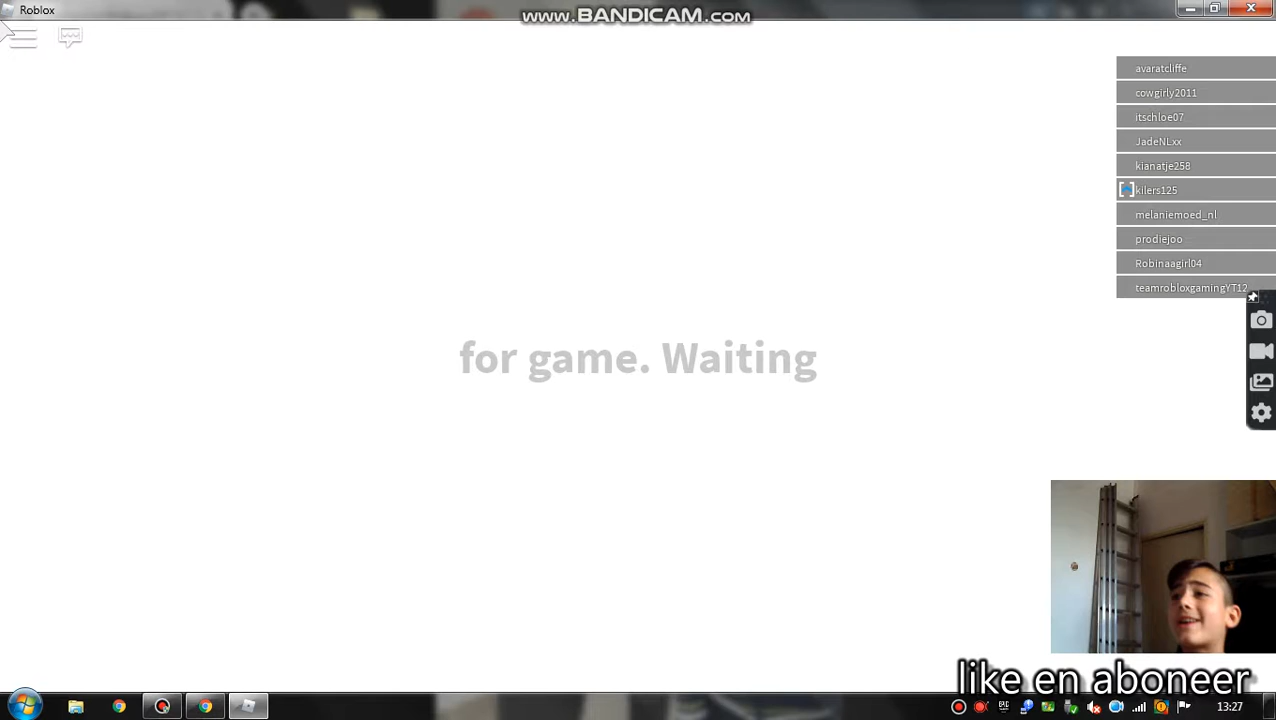 Roblox
www.BANDICAM.com
avaratcliffe
cowgirly2011
itschloe07
JadeNLxx
kianatje258
kilers125
melaniemoed_nl
prodiejoo
Robinaagirl04
teamrobloxgamingYT12
for game. Waiting
like en aboneer
13:27